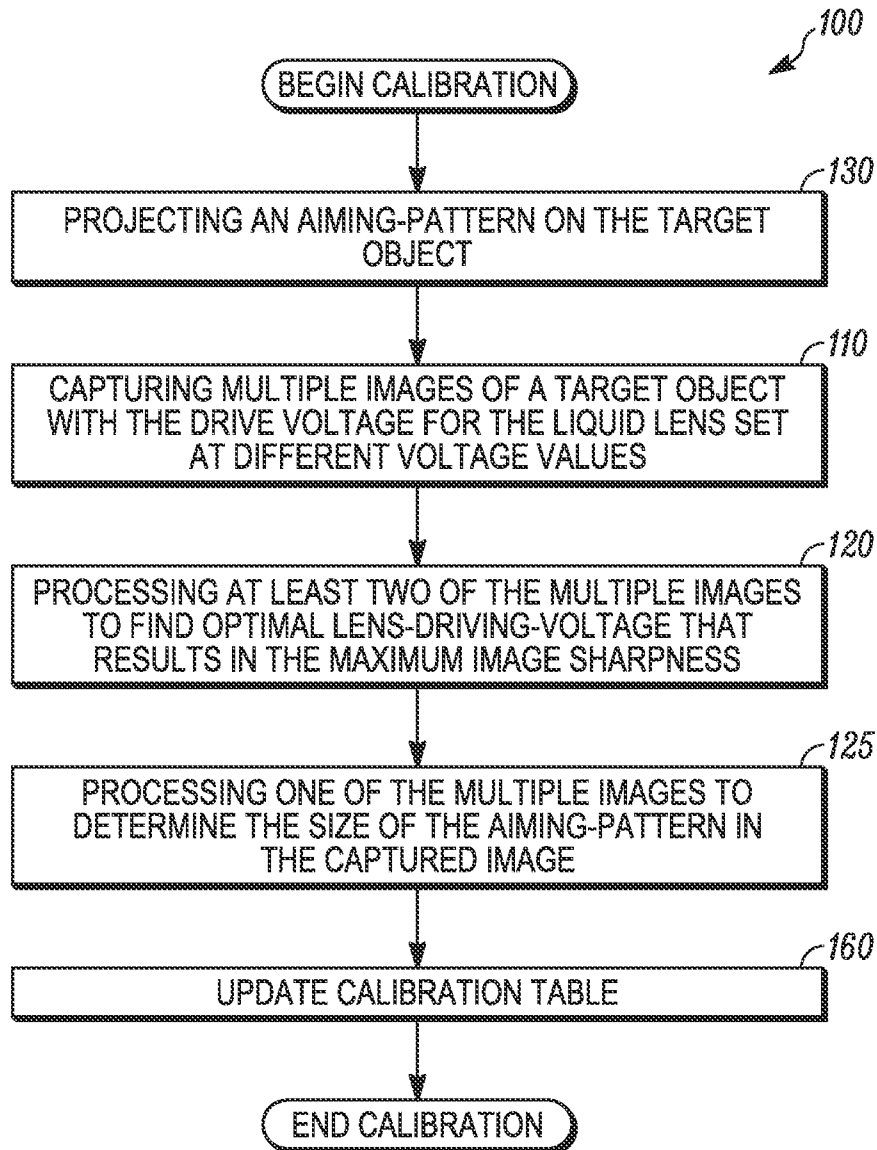 100
BEGIN CALIBRATION
130
PROJECTING AN AIMING-PATTERN ON THE TARGET
OBJECT
110
CAPTURING MULTIPLE IMAGES OF A TARGET OBJECT
WITH THE DRIVE VOLTAGE FOR THE LIQUID LENS SET
AT DIFFERENT VOLTAGE VALUES
120
PROCESSING AT LEAST TWO OF THE MULTIPLE IMAGES
TO FIND OPTIMAL LENS-DRIVING-VOLTAGE THAT
RESULTS IN THE MAXIMUM IMAGE SHARPNESS
125
PROCESSING ONE OF THE MULTIPLE IMAGES TO
DETERMINE THE SIZE OF THE AIMING-PATTERN IN
THE CAPTURED IMAGE
160
UPDATE CALIBRATION TABLE
END CALIBRATION